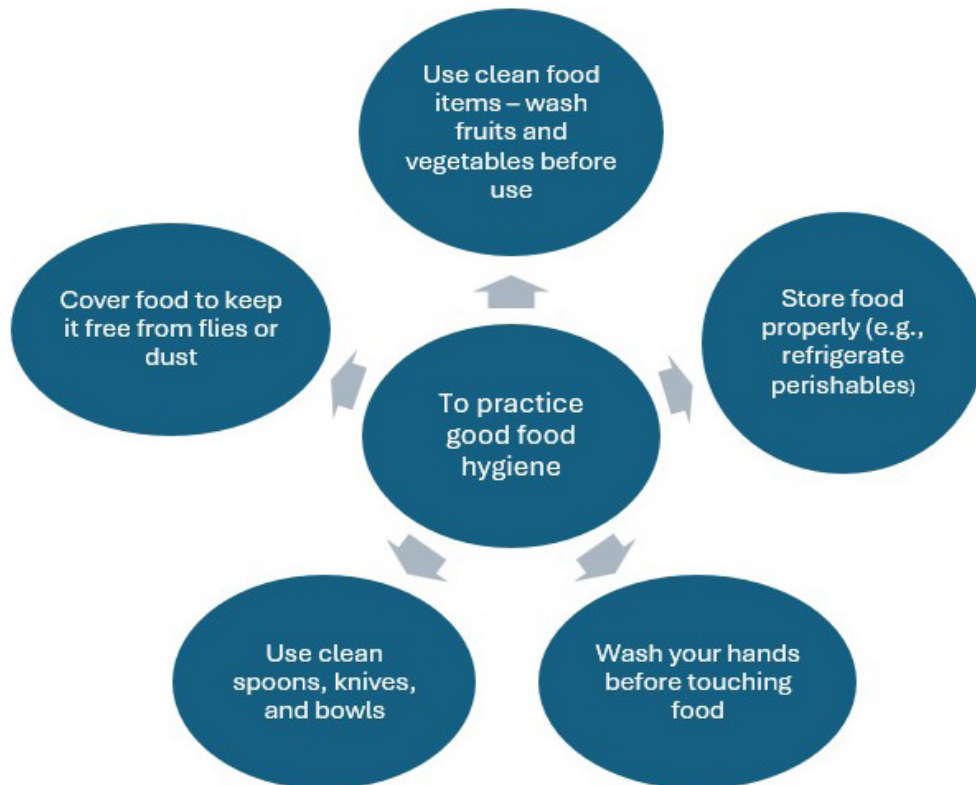 Use clean food
items – wash
fruits and
vegetables before
use
Cover food to keep
it free from flies or
dust
Store food
properly (e.g.,
refrigerate
perishables)
To practice
good food
hygiene
Use clean
spoons, knives,
and bowls
Wash your hands
before touching
food